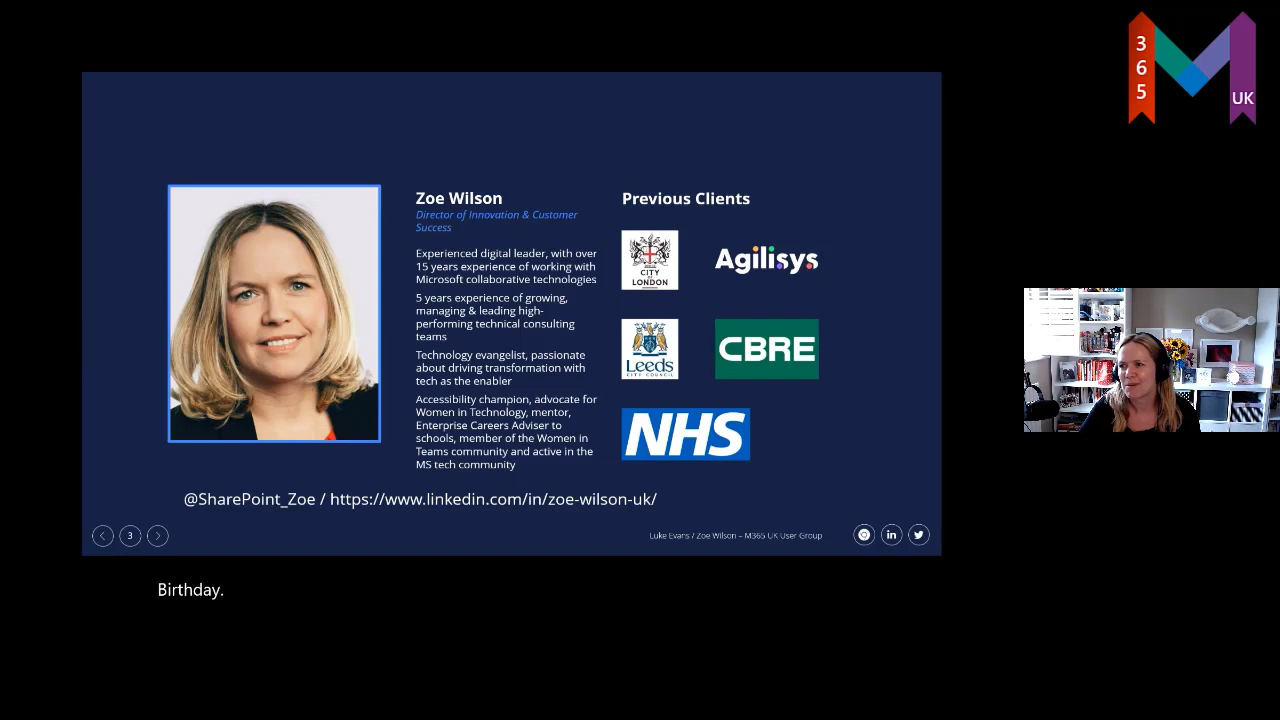 3
6
5
UK
Zoe Wilson
Director of Innovation & Customer
Success
Experienced digital leader, with over
15 years experience of working with
Microsoft collaborative technologies
5 years experience of growing,
managing & leading high-
performing technical consulting
teams
Technology evangelist, passionate
about driving transformation with
tech as the enabler
Accessibility champion, advocate for
Women in Technology, mentor,
Enterprise Careers Adviser to
schools, member of the Women in
Teams community and active in the
MS tech community
Previous Clients
CITY
OF
LONDON
Agilisys
Leeds
CITY COUNCIL
CBRE
NHS
@SharePoint_Zoe / https://www.linkedin.com/in/zoe-wilson-uk/
3
Luke Evans / Zoe Wilson – M365 UK User Group
in
Birthday.